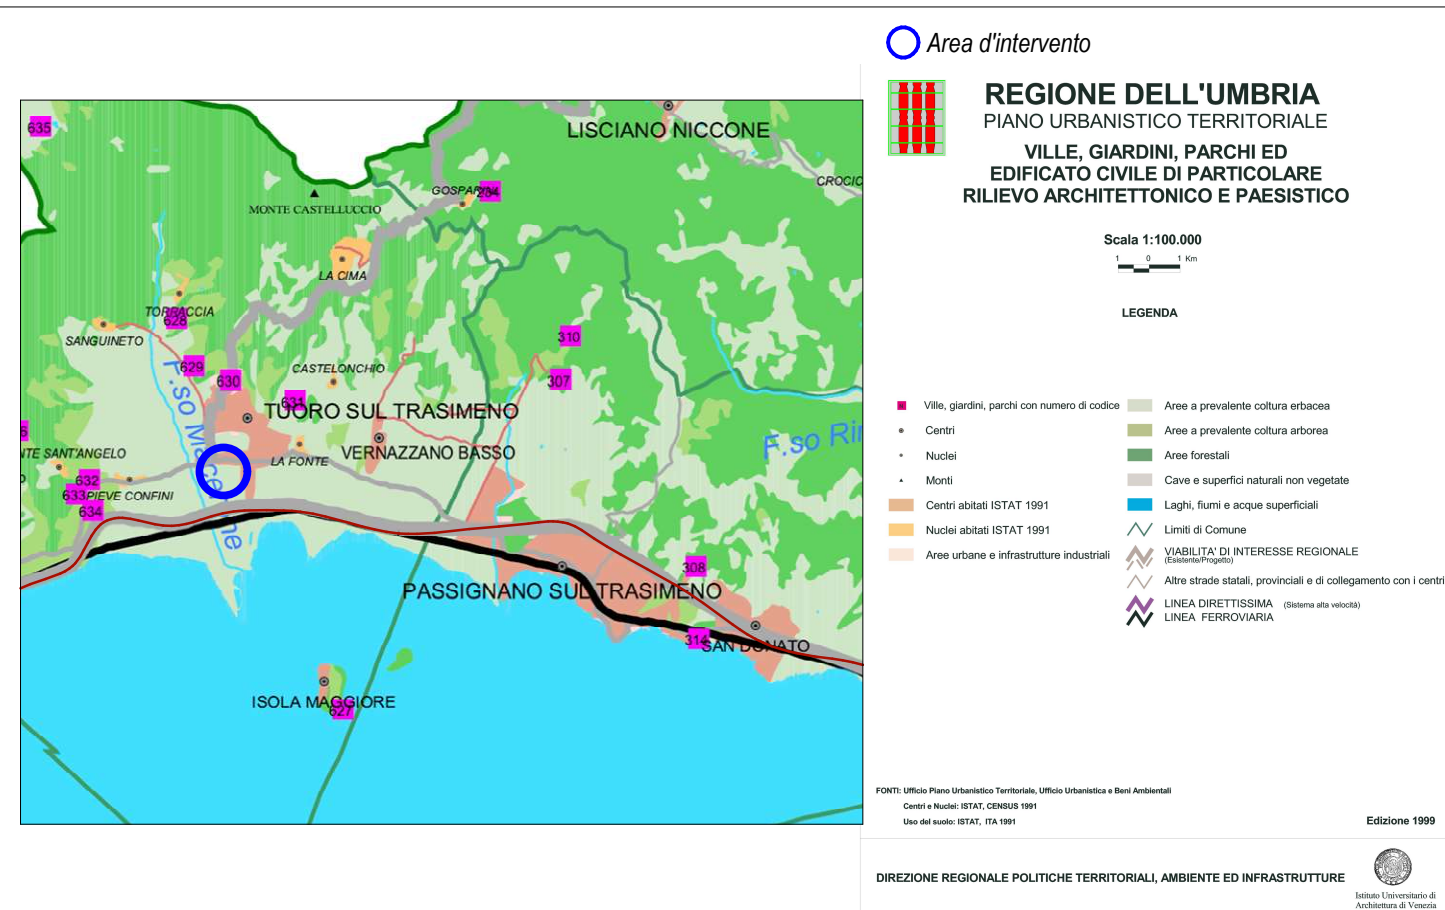 Area d'intervento
REGIONE DELL'UMBRIA
PIANO URBANISTICO TERRITORIALE
VILLE, GIARDINI, PARCHI ED
EDIFICATO CIVILE DI PARTICOLARE
RILIEVO ARCHITETTONICO E PAESISTICO
Scala 1:100.000
1 0 1 Km
LEGENDA
Ville, giardini, parchi con numero di codice
Centri
Nuclei
Monti
Centri abitati ISTAT 1991
Nuclei abitati ISTAT 1991
Aree urbane e infrastrutture industriali
Aree a prevalente coltura erbacea
Aree a prevalente coltura arborea
Aree forestali
Cave e superfici naturali non vegetate
Laghi, fiumi e acque superficiali
Limiti di Comune
VIABILITA' DI INTERESSE REGIONALE
(Esistente/Progetto)
Altre strade statali, provinciali e di collegamento con i centri
LINEA DIRETTISSIMA (Sistema alta velocità)
LINEA FERROVIARIA
635
LISCIANO NICCONE
CROCIC
MONTE CASTELLUCCIO
LA CIMA
TORRACCIA
628
SANGUINETO
629
630
CASTELONCHIO
631
310
307
TUORO SUL TRASIMENO
VERNAZZANO BASSO
LA FONTE
NTE SANT'ANGELO
632
633
PIEVE CONFINI
634
F.so Rin
308
PASSIGNANO SUL TRASIMENO
314
SAN DONATO
ISOLA MAGGIORE
627
FONTI: Ufficio Piano Urbanistico Territoriale, Ufficio Urbanistica e Beni Ambientali
Centri e Nuclei: ISTAT, CENSUS 1991
Uso del suolo: ISTAT, ITA 1991
Edizione 1999
DIREZIONE REGIONALE POLITICHE TERRITORIALI, AMBIENTE ED INFRASTRUTTURE
Istituto Universitario di
Architettura di Venezia